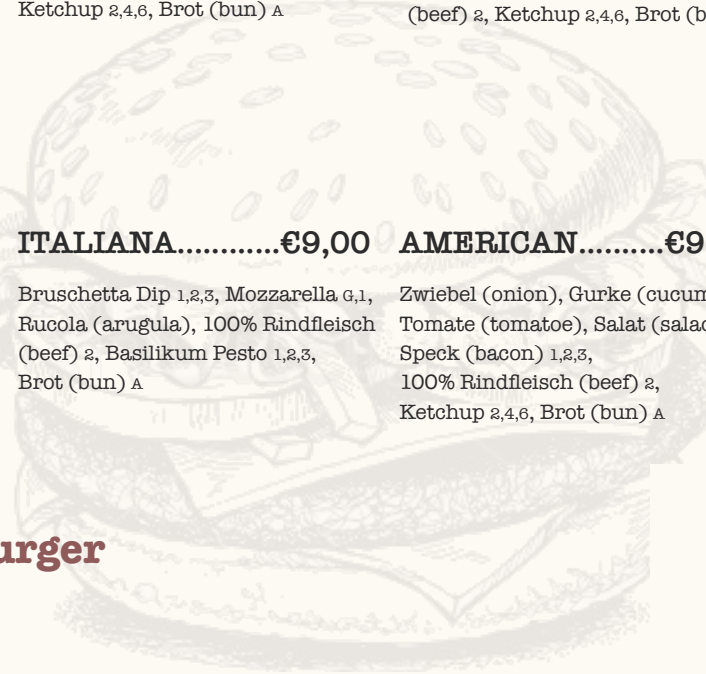 Ketchup 2,4,6, Brot (bun) A
(beef) 2, Ketchup 2,4,6, Brot (b
ITALIANA............€9,00
Bruschetta Dip 1,2,3, Mozzarella G,1,
Rucola (arugula), 100% Rindfleisch
(beef) 2, Basilikum Pesto 1,2,3,
Brot (bun) A
AMERICAN..........€9
Zwiebel (onion), Gurke (cucum
Tomate (tomatoe), Salat (salad
Speck (bacon) 1,2,3,
100% Rindfleisch (beef) 2,
Ketchup 2,4,6, Brot (bun) A
urger